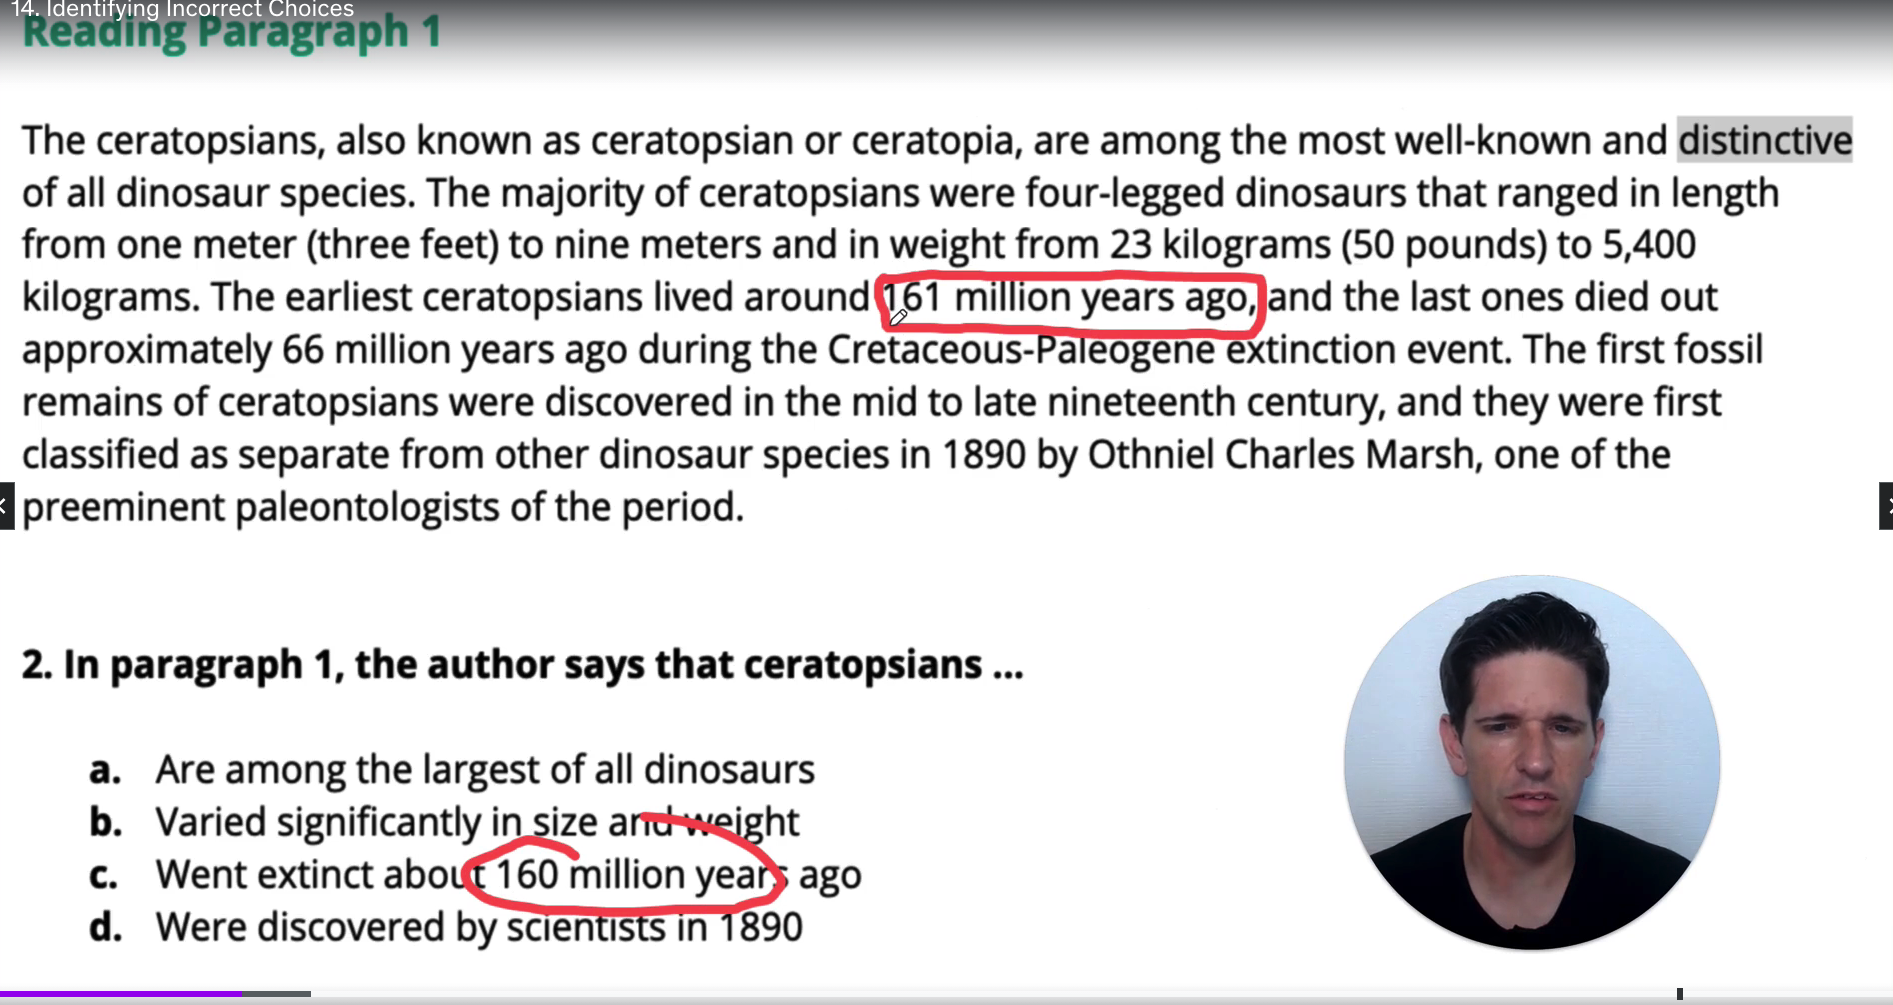 14. Identifying Incorrect Choices
Reading Paragraph 1
The ceratopsians, also known as ceratopsian or ceratopia, are among the most well-known and distinctive
of all dinosaur species. The majority of ceratopsians were four-legged dinosaurs that ranged in length
from one meter (three feet) to nine meters and in weight from 23 kilograms (50 pounds) to 5,400
kilograms. The earliest ceratopsians lived around 161 million years ago, and the last ones died out
approximately 66 million years ago during the Cretaceous-Paleogene extinction event. The first fossil
remains of ceratopsians were discovered in the mid to late nineteenth century, and they were first
classified as separate from other dinosaur species in 1890 by Othniel Charles Marsh, one of the
preeminent paleontologists of the period.
2. In paragraph 1, the author says that ceratopsians ...
a. Are among the largest of all dinosaurs
b. Varied significantly in size and weight
c. Went extinct about 160 million years ago
d. Were discovered by scientists in 1890